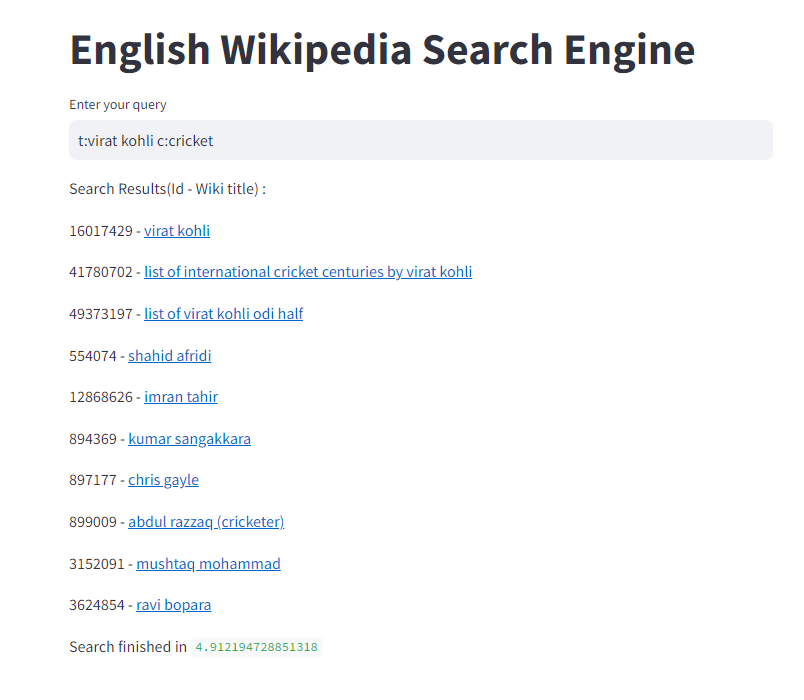 English Wikipedia Search Engine
Enter your query
t:virat kohli c:cricket
Search Results(Id - Wiki title) :
16017429 - virat kohli
41780702 - list of international cricket centuries by virat kohli
49373197 - list of virat kohli odi half
554074 - shahid afridi
12868626 - imran tahir
894369 - kumar sangakkara
897177 - chris gayle
899009 - abdul razzaq (cricketer)
3152091 - mushtaq mohammad
3624854 - ravi bopara
Search finished in 4.912194728851318